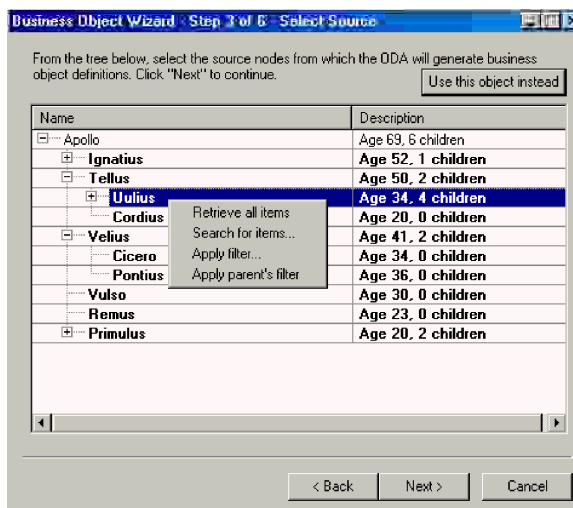 Business Object Wizard - Step 3 of 6 - Select Source
From the tree below, select the source nodes from which the ODA will generate business
object definitions. Click "Next" to continue.
Use this object instead
Name Description
Apollo Age 69, 6 children
Ignatius Age 52, 1 children
Tellus Age 50, 2 children
Uulius Age 34, 4 children
Cordius Age 20, 0 children
Velius Age 41, 2 children
Cicero Age 34, 0 children
Pontius Age 36, 0 children
Vulso Age 30, 0 children
Remus Age 23, 0 children
Primulus Age 20, 2 children
Retrieve all items
Search for items...
Apply filter...
Apply parent's filter
< Back Next > Cancel